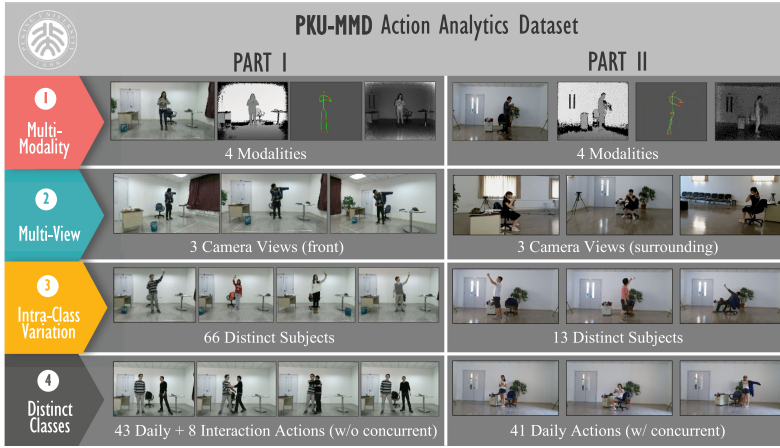 PKU-MMD Action Analytics Dataset
PART I
PART II
1
Multi-
Modality
4 Modalities
4 Modalities
2
Multi-View
3 Camera Views (front)
3 Camera Views (surrounding)
3
Intra-Class
Variation
66 Distinct Subjects
13 Distinct Subjects
4
Distinct
Classes
43 Daily + 8 Interaction Actions (w/o concurrent)
41 Daily Actions (w/ concurrent)